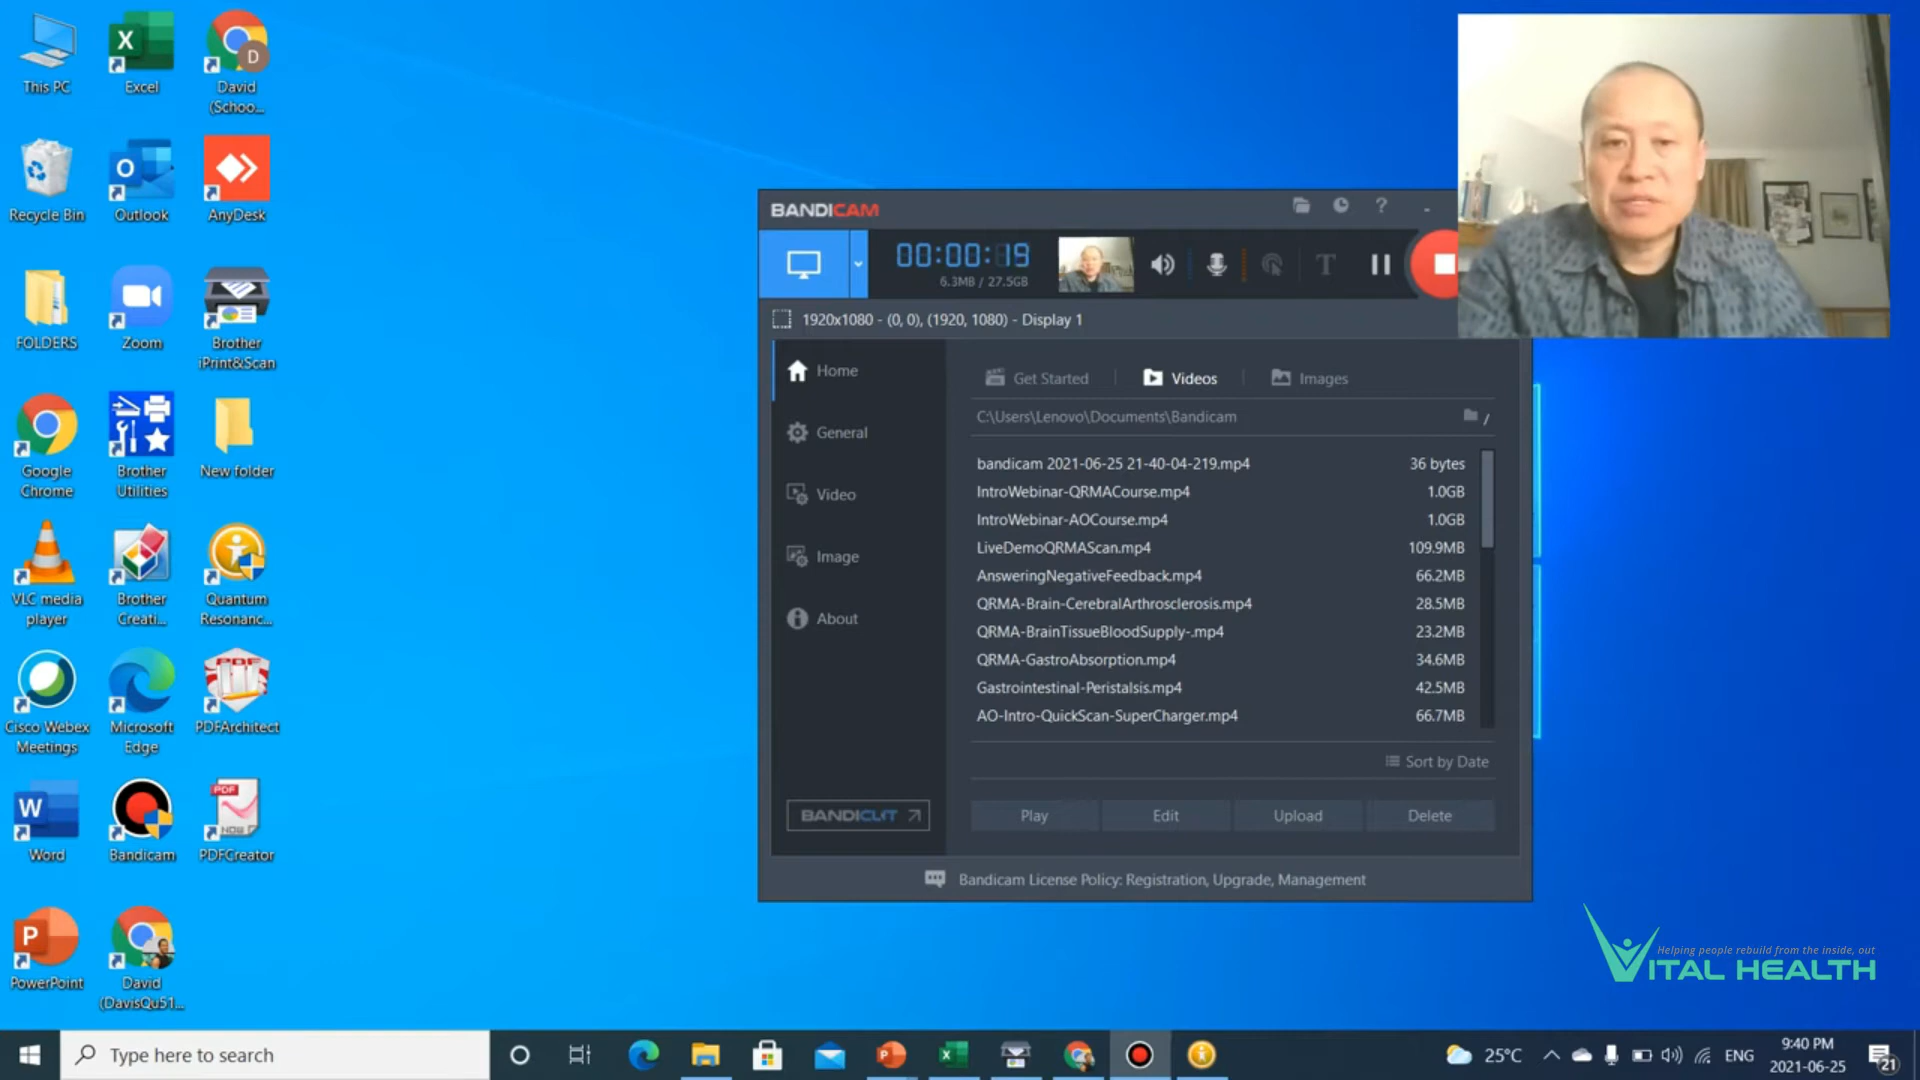 This PC
Excel
David
(Schoo...
D
Recycle Bin
Outlook
AnyDesk
FOLDERS
Zoom
Brother
iPrint&Scan
Google
Chrome
Brother
Utilities
New folder
VLC media
player
Brother
Creati...
Quantum
Resonanc...
Cisco Webex
Meetings
Microsoft
Edge
PDFArchitect
Word
Bandicam
PDFCreator
PowerPoint
David
(DavisQu51...
BANDICAM
00:00:19
6.3MB / 27.5GB
1920x1080 - (0, 0), (1920, 1080) - Display 1
Home
General
Video
Image
About
BANDICUT
Get Started
Videos
Images
C:\Users\Lenovo\Documents\Bandicam
bandicam 2021-06-25 21-40-04-219.mp4 36 bytes
IntroWebinar-QRMACourse.mp4 1.0GB
IntroWebinar-AOCourse.mp4 1.0GB
LiveDemoQRMAScan.mp4 109.9MB
AnsweringNegativeFeedback.mp4 66.2MB
QRMA-Brain-CerebralArthrosclerosis.mp4 28.5MB
QRMA-BrainTissueBloodSupply-.mp4 23.2MB
QRMA-GastroAbsorption.mp4 34.6MB
Gastrointestinal-Peristalsis.mp4 42.5MB
AO-Intro-QuickScan-SuperCharger.mp4 66.7MB
Sort by Date
Play Edit Upload Delete
Bandicam License Policy: Registration, Upgrade, Management
Helping people rebuild from the inside, out
VITAL HEALTH
Type here to search
25°C
ENG
9:40 PM
2021-06-25
21